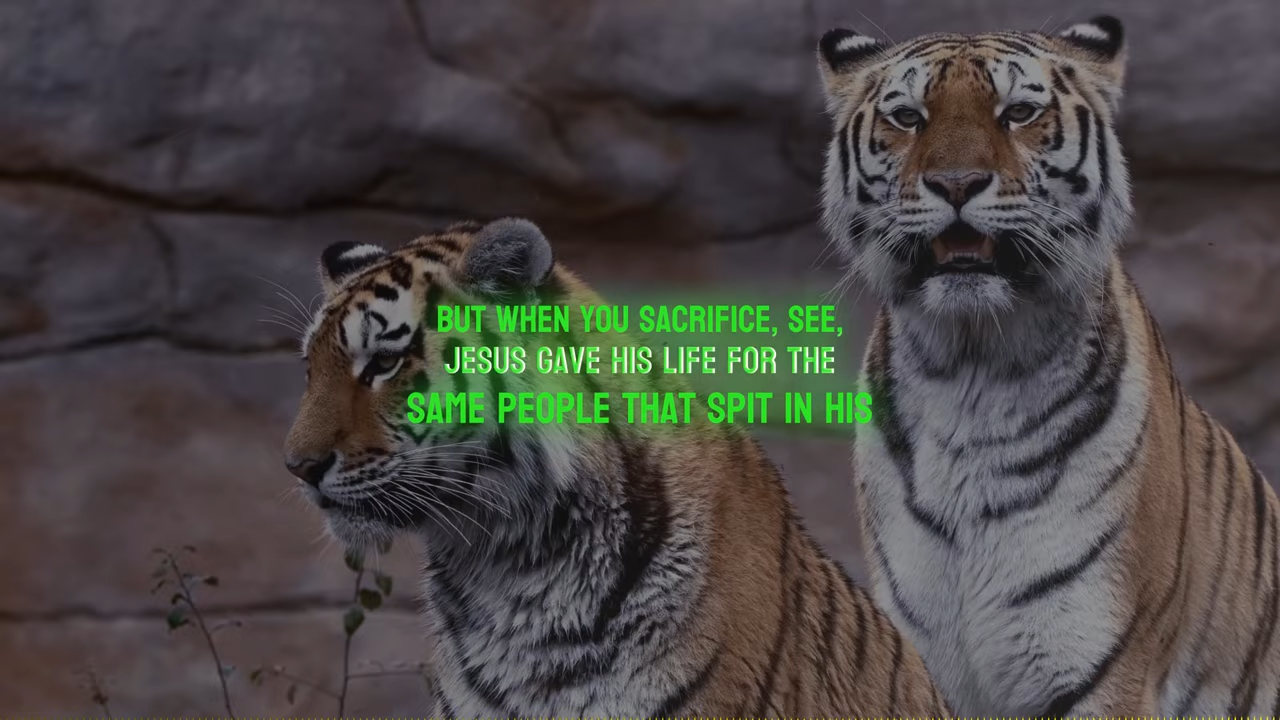 BUT WHEN YOU SACRIFICE, SEE,
JESUS GAVE HIS LIFE FOR THE
SAME PEOPLE THAT SPIT IN HIS